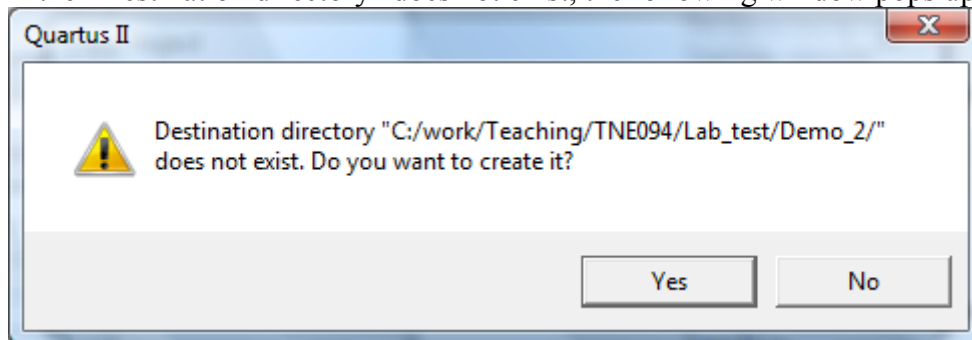 Quartus II
Destination directory "C:/work/Teaching/TNE094/Lab_test/Demo_2/"
does not exist. Do you want to create it?
Yes No